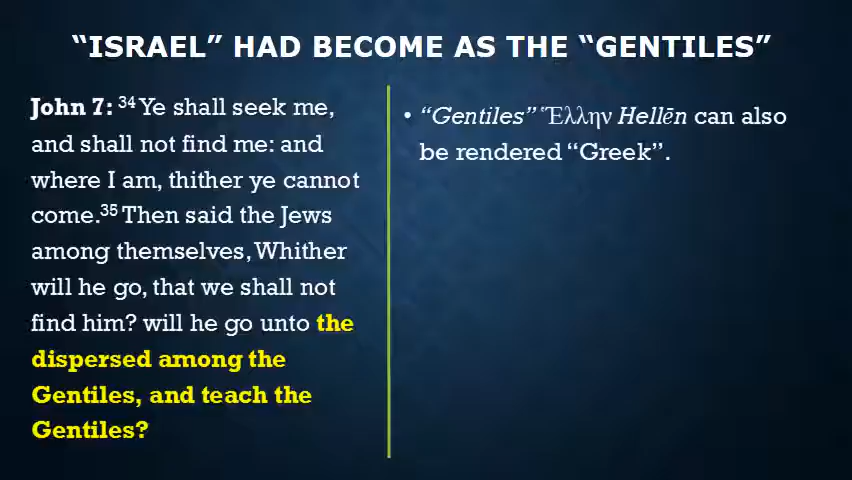 “ISRAEL” HAD BECOME AS THE “GENTILES”
John 7: 34 Ye shall seek me,
and shall not find me: and
where I am, thither ye cannot
come.35 Then said the Jews
among themselves, Whither
will he go, that we shall not
find him? will he go unto the
dispersed among the
Gentiles, and teach the
Gentiles?
• “Gentiles” Ἕλλην Hellēn can also
be rendered “Greek”.